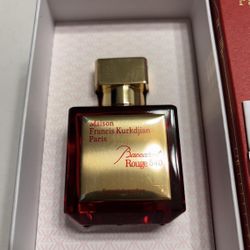 Maison
Francis Kurkdjian
Paris
Baccarat
Rouge 540